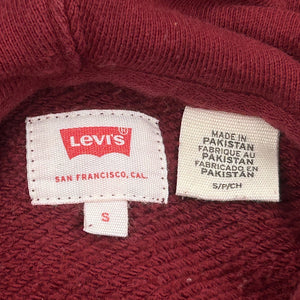 LEVI'S®
SAN FRANCISCO, CAL.
S
MADE IN
PAKISTAN
FABRIQUE AU
PAKISTAN
FABRICADO EN
PAKISTAN
S/P/CH